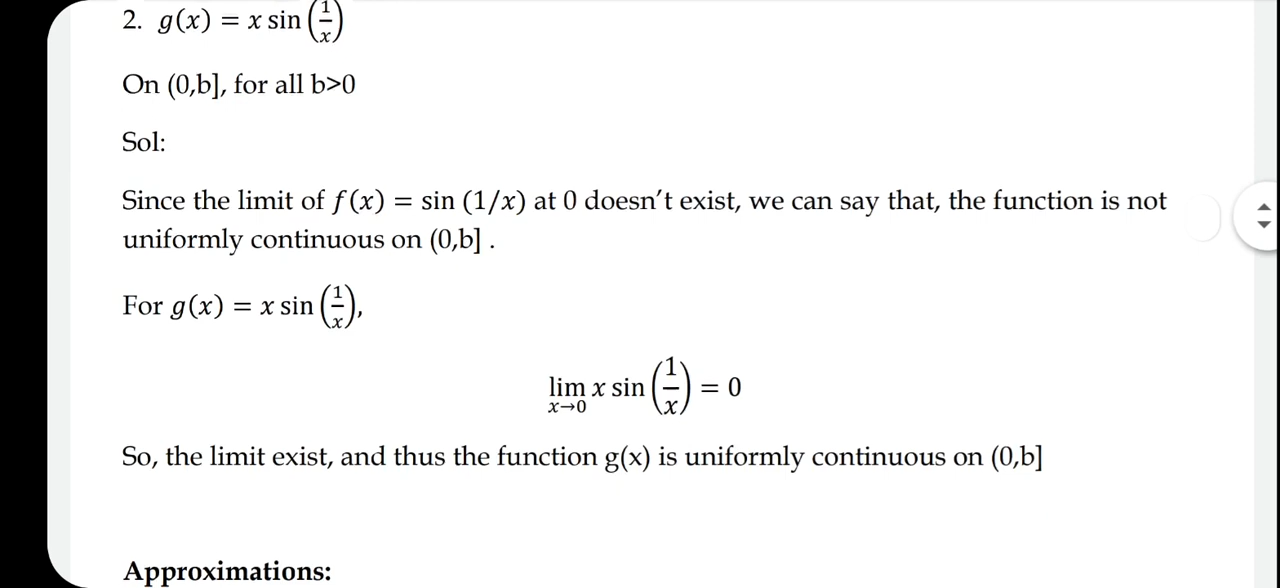 2. g(x) = x sin (1/x)
On (0,b], for all b>0
Sol:
Since the limit of f(x) = sin (1/x) at 0 doesn’t exist, we can say that, the function is not
uniformly continuous on (0,b] .
For g(x) = x sin (1/x),
lim x→0 x sin (1/x) = 0
So, the limit exist, and thus the function g(x) is uniformly continuous on (0,b]
Approximations: